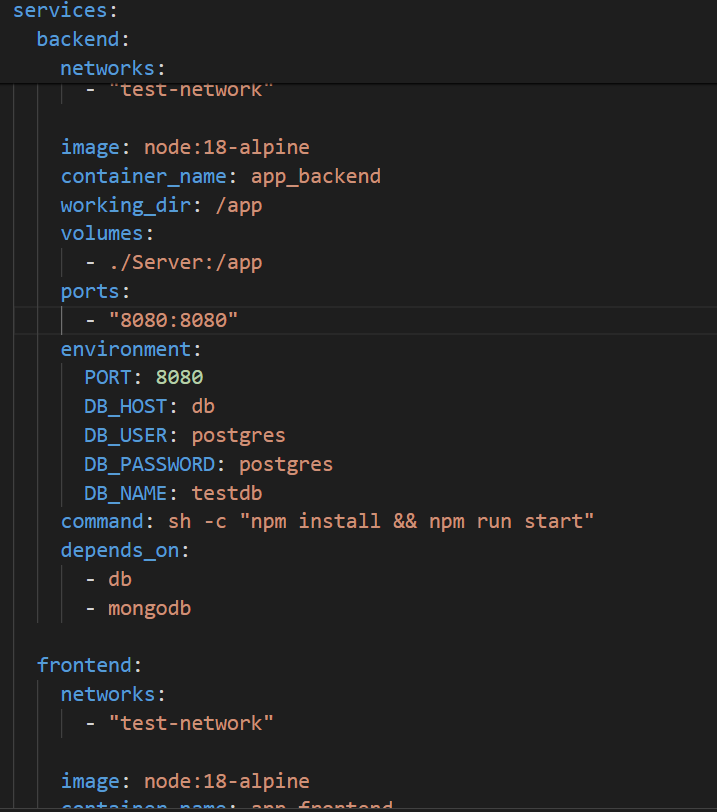 services:
  backend:
    networks:
      - "test-network"

    image: node:18-alpine
    container_name: app_backend
    working_dir: /app
    volumes:
      - ./Server:/app
    ports:
      - "8080:8080"
    environment:
      PORT: 8080
      DB_HOST: db
      DB_USER: postgres
      DB_PASSWORD: postgres
      DB_NAME: testdb
    command: sh -c "npm install && npm run start"
    depends_on:
      - db
      - mongodb

  frontend:
    networks:
      - "test-network"

    image: node:18-alpine
    container_name: app_frontend